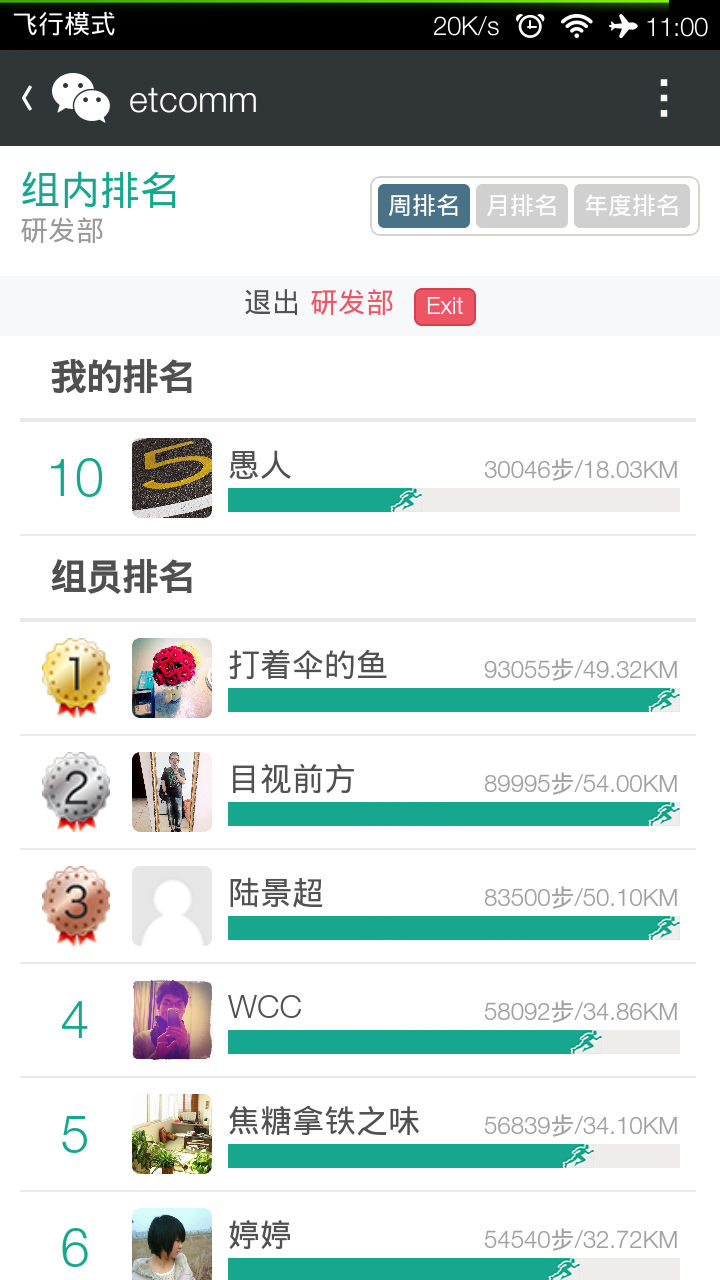 飞行模式 20K/s 11:00
etcomm
组内排名
研发部
周排名 月排名 年度排名
退出 研发部 Exit
我的排名
10 愚人 30046步/18.03KM
组员排名
1 打着伞的鱼 93055步/49.32KM
2 目视前方 89995步/54.00KM
3 陆景超 83500步/50.10KM
4 WCC 58092步/34.86KM
5 焦糖拿铁之味 56839步/34.10KM
6 婷婷 54540步/32.72KM